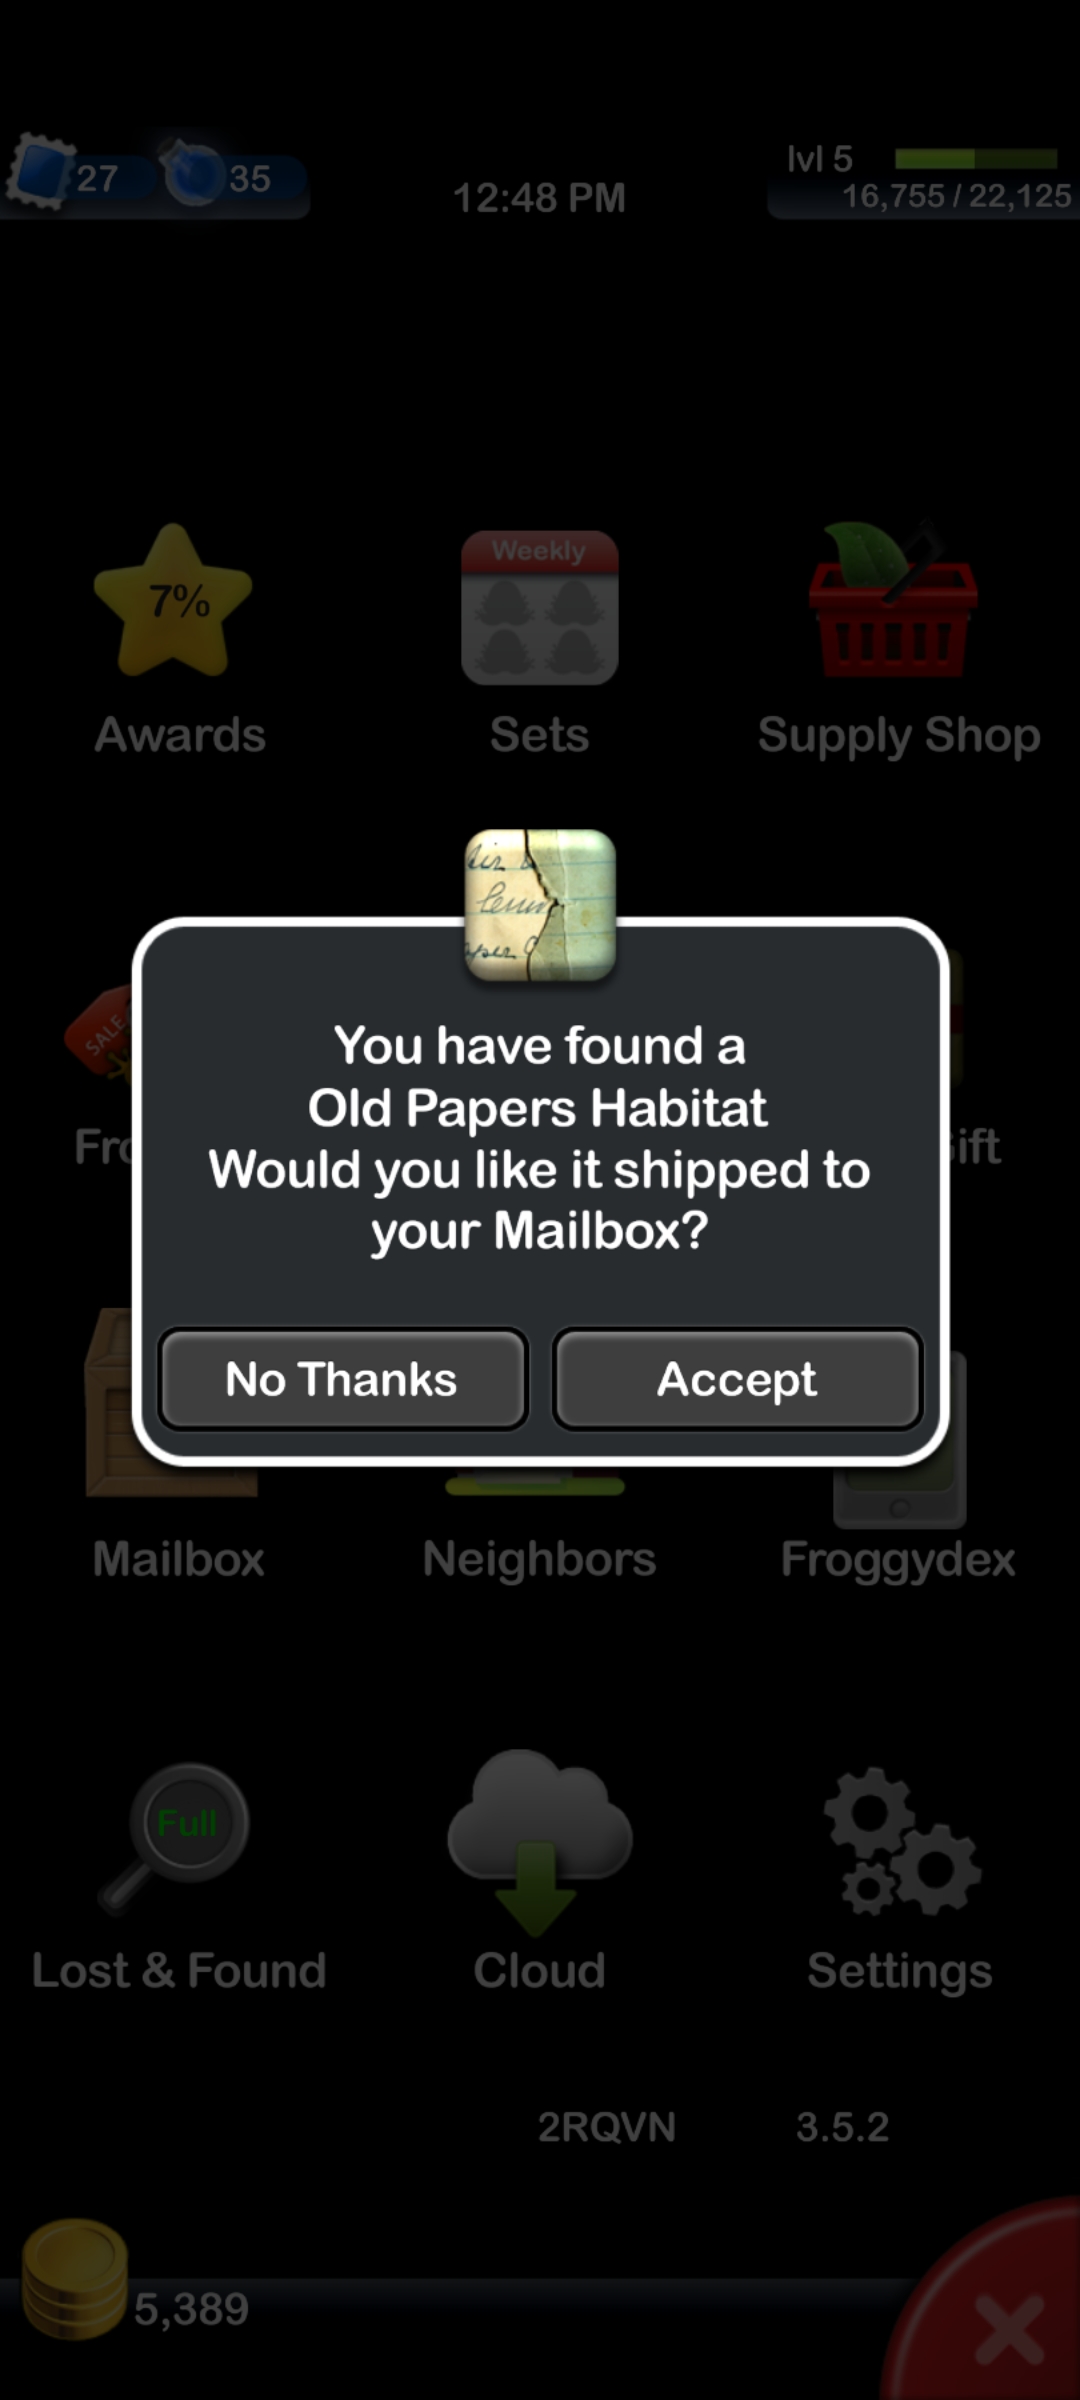 27
35
12:48 PM
lvl 5
16,755 / 22,125
7%
Weekly
Awards
Sets
Supply Shop
SALE
You have found a
Old Papers Habitat
Would you like it shipped to
your Mailbox?
No Thanks
Accept
Mailbox
Neighbors
Froggydex
Full
Lost & Found
Cloud
Settings
2RQVN
3.5.2
5,389